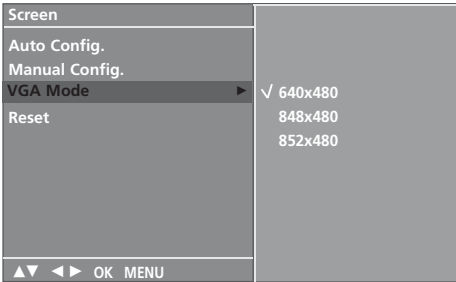 Screen
Auto Config.
Manual Config.
VGA Mode ►
Reset
√ 640x480
848x480
852x480
▲▼ ◄► OK MENU